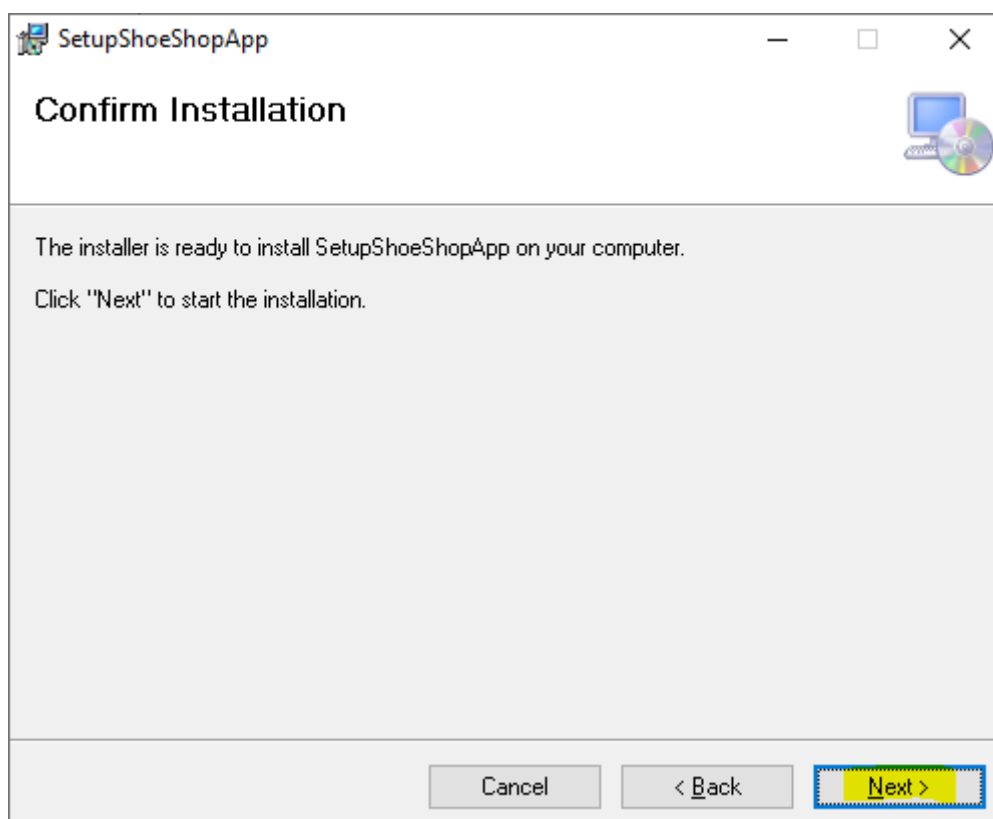 SetupShoeShopApp
Confirm Installation
The installer is ready to install SetupShoeShopApp on your computer.
Click "Next" to start the installation.
Cancel
< Back
Next >